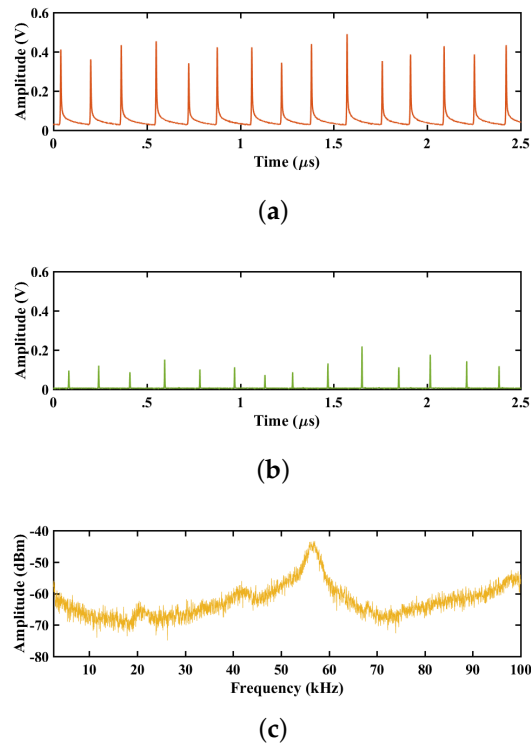 0.6
0.4
0.2
0
Amplitude (V)
0 .5 1 1.5 2 2.5
Time (μs)
(a)
0.6
0.4
0.2
0
Amplitude (V)
0 .5 1 1.5 2 2.5
Time (μs)
(b)
-40
-50
-60
-70
-80
Amplitude (dBm)
10 20 30 40 50 60 70 80 90 100
Frequency (kHz)
(c)